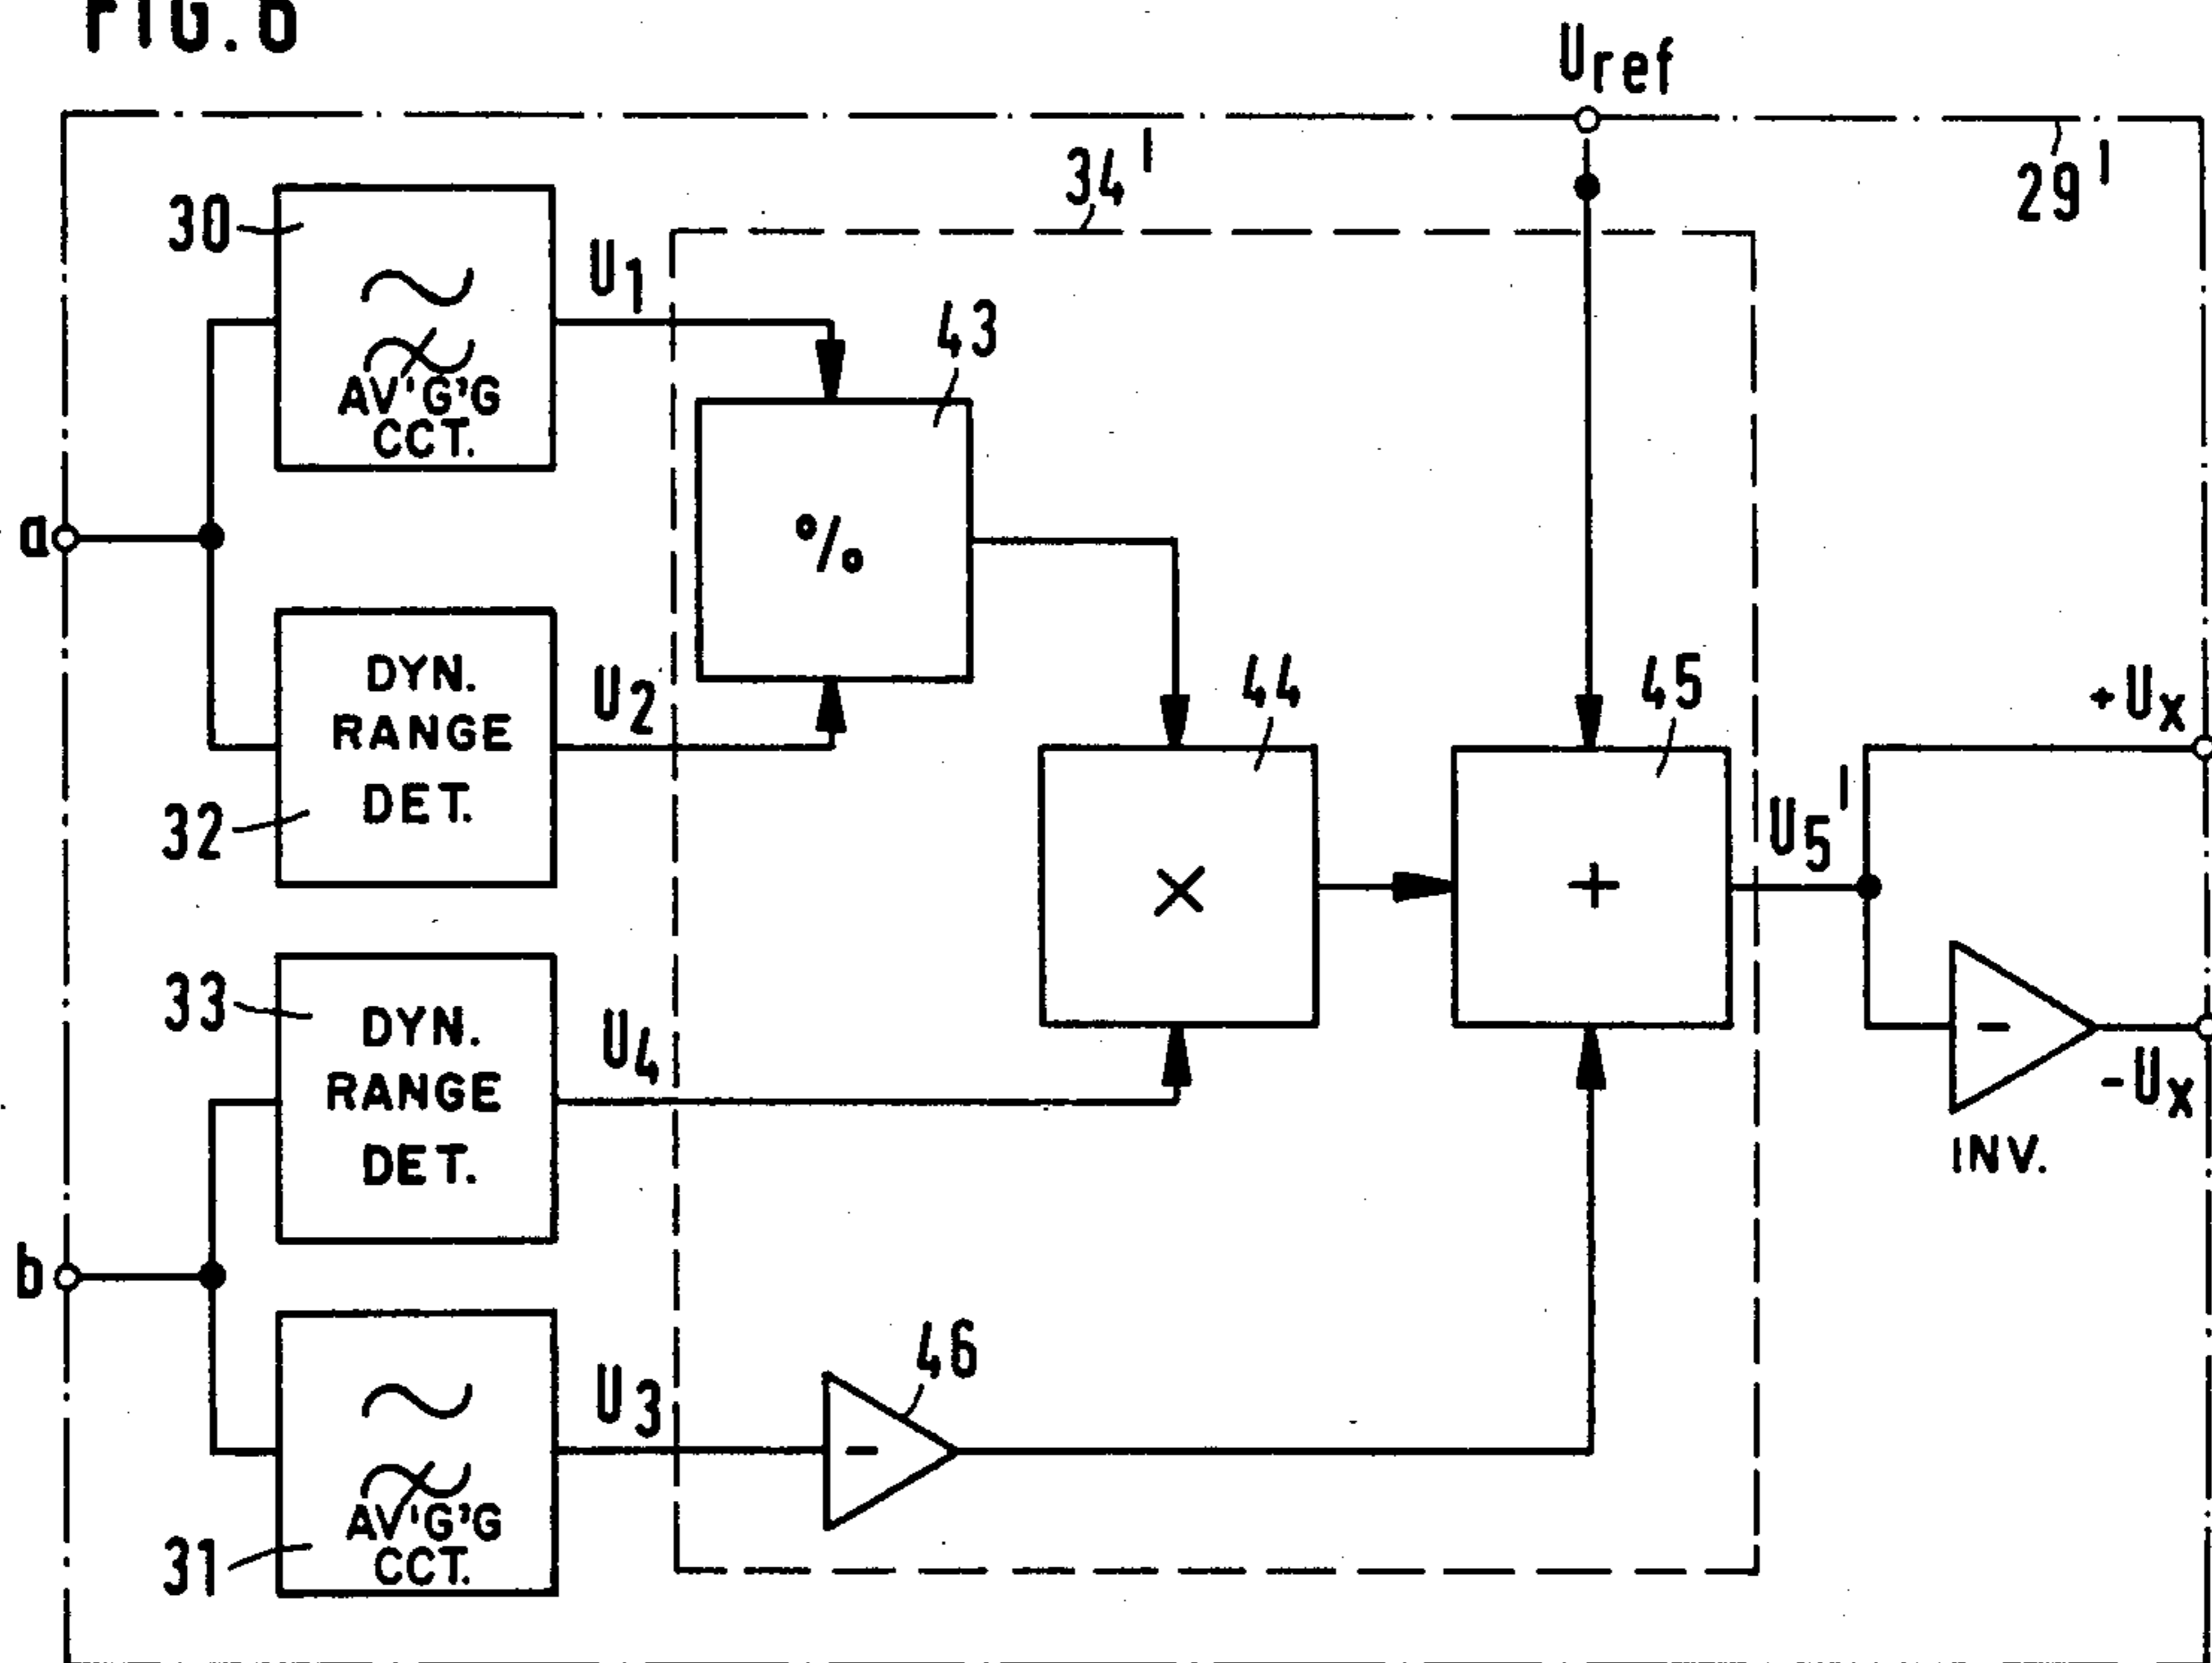 FIG. 6
Uref
34'
29'
30
U1
43
AV'G'G
CCT.
a
%
DYN.
RANGE
DET.
U2
44
45
+Ux
32
×
+
U5'
33
DYN.
RANGE
DET.
U4
-
-Ux
INV.
b
46
U3
-
AV'G'G
CCT.
31